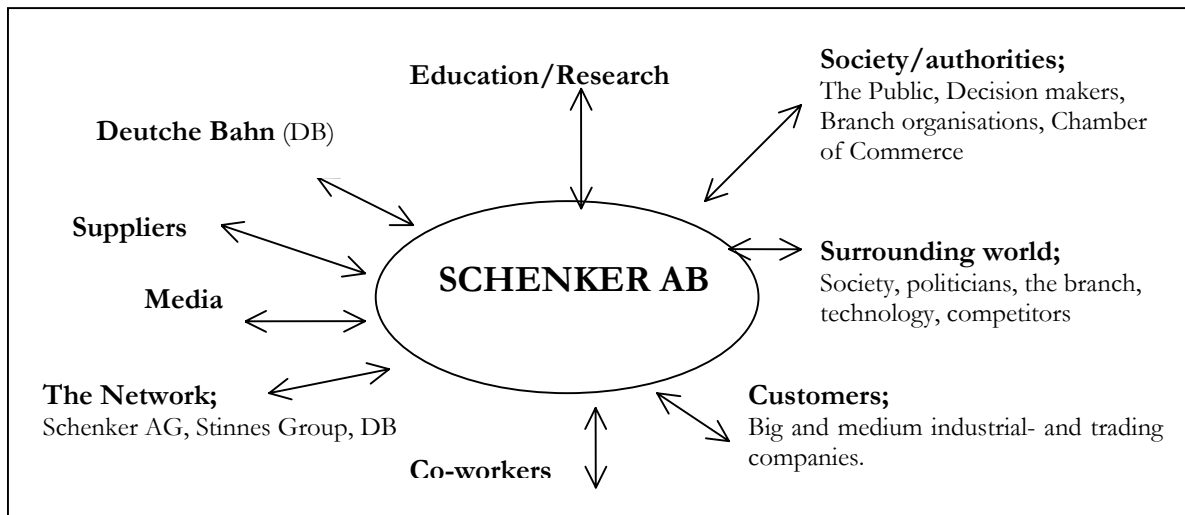 Education/Research
Society/authorities;
The Public, Decision makers,
Branch organisations, Chamber
of Commerce
Deutche Bahn (DB)
Suppliers
SCHENKER AB
Surrounding world;
Society, politicians, the branch,
technology, competitors
Media
The Network;
Schenker AG, Stinnes Group, DB
Customers;
Big and medium industrial- and trading
companies.
Co-workers